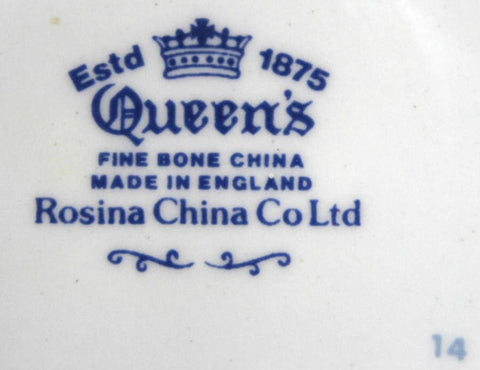 Estd 1875
Queen's
FINE BONE CHINA
MADE IN ENGLAND
Rosina China Co Ltd
14